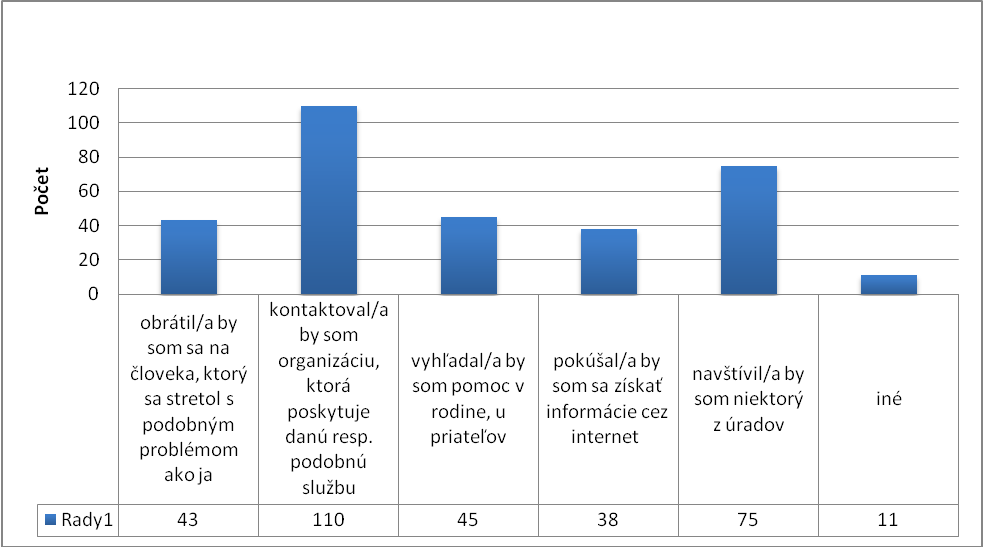 120
100
80
60
40
20
0
Počet
obrátil/a by
som sa na
človeka, ktorý
sa stretol s
podobným
problémom
ako ja
kontaktoval/a
by som
organizáciu,
ktorá
poskytuje
danú resp.
podobnú
službu
vyhľadal/a by
som pomoc v
rodine, u
priateľov
pokúšal/a by
som sa získať
informácie cez
internet
navštívil/a by
som niektorý
z úradov
iné
Rady1 43 110 45 38 75 11